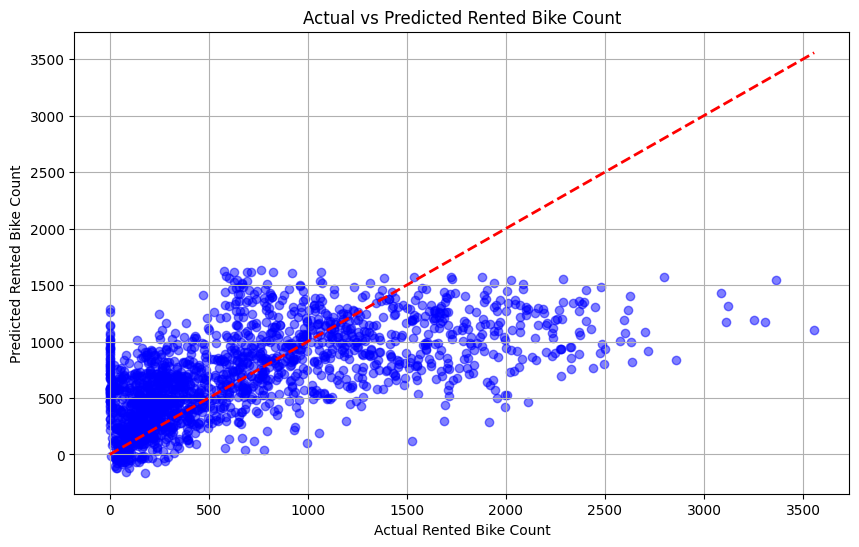 Actual vs Predicted Rented Bike Count
Predicted Rented Bike Count
3500
3000
2500
2000
1500
1000
500
0
0 500 1000 1500 2000 2500 3000 3500
Actual Rented Bike Count